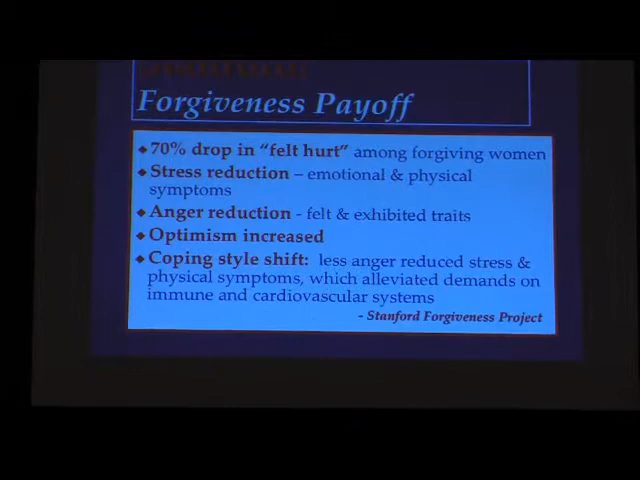 Forgiveness Payoff
◆70% drop in "felt hurt" among forgiving women
◆Stress reduction – emotional & physical
symptoms
◆Anger reduction - felt & exhibited traits
◆Optimism increased
◆Coping style shift: less anger reduced stress &
physical symptoms, which alleviated demands on
immune and cardiovascular systems
- Stanford Forgiveness Project